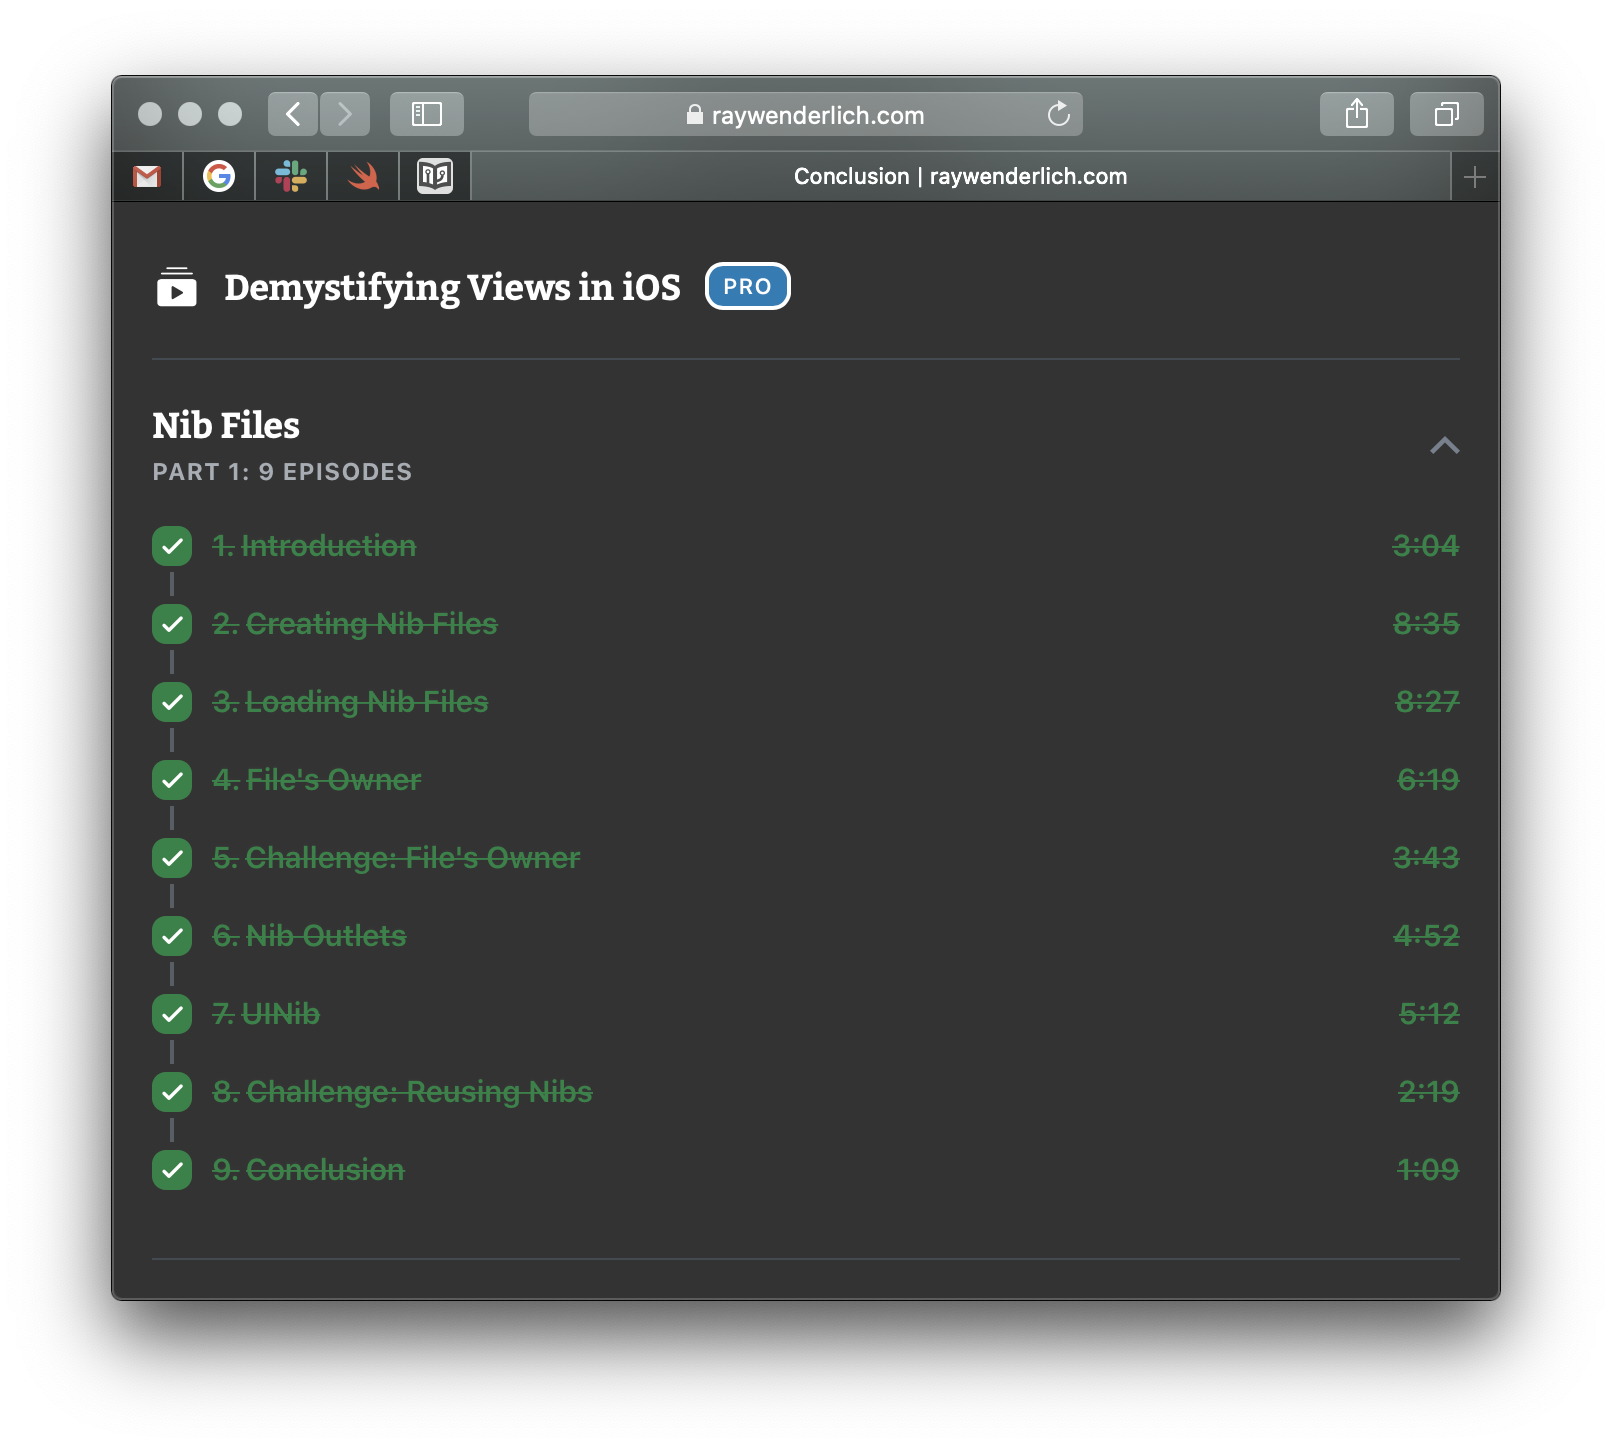 raywenderlich.com
Conclusion | raywenderlich.com
Demystifying Views in iOS PRO
Nib Files
PART 1: 9 EPISODES
1. Introduction 3:04
2. Creating Nib Files 8:35
3. Loading Nib Files 8:27
4. File's Owner 6:19
5. Challenge: File's Owner 3:43
6. Nib Outlets 4:52
7. UINib 5:12
8. Challenge: Reusing Nibs 2:19
9. Conclusion 1:09